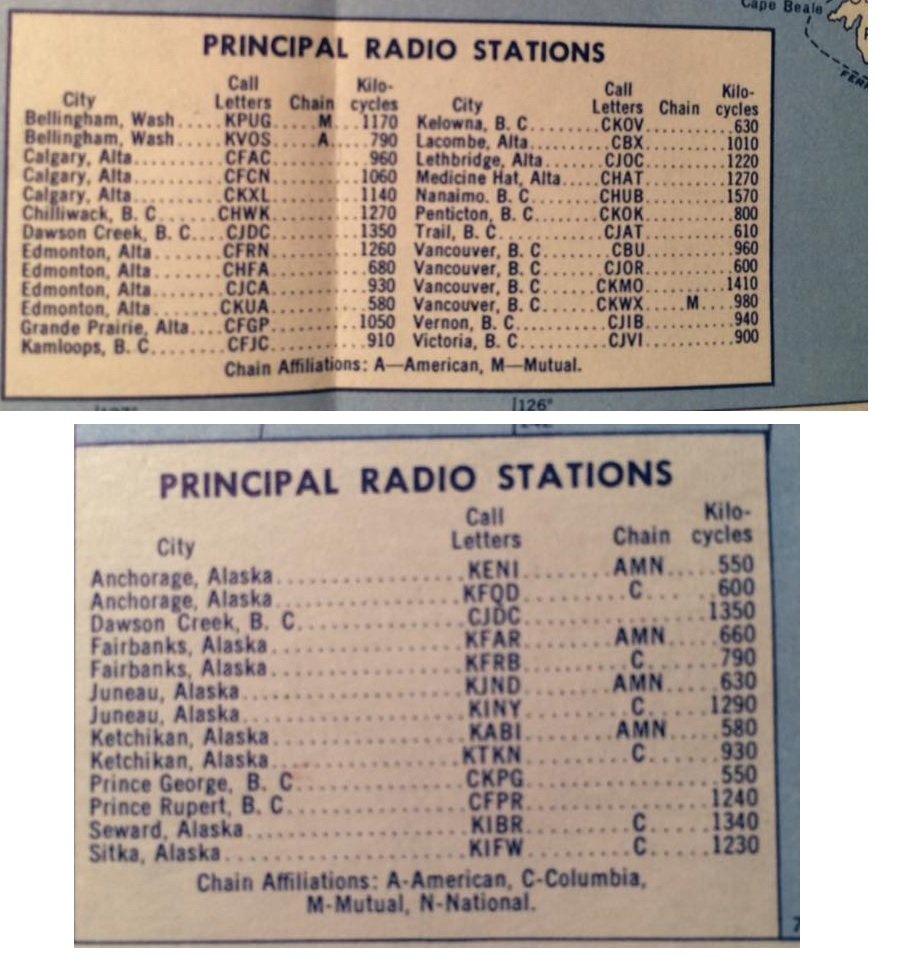 Cape Beale
PRINCIPAL RADIO STATIONS
City Call Letters Chain Kilo-cycles City Call Letters Chain Kilo-cycles
Bellingham, Wash.....KPUG.....M...1170 Kelowna, B. C.......CKOV..........630
Bellingham, Wash.....KVOS.....A....790 Lacombe, Alta.......CBX..........1010
Calgary, Alta........CFAC..........960 Lethbridge, Alta....CJOC.........1220
Calgary, Alta........CFCN.........1060 Medicine Hat, Alta....CHAT.......1270
Calgary, Alta........CKXL.........1140 Nanaimo. B. C.......CHUB.........1570
Chilliwack, B. C.....CHWK.........1270 Penticton, B. C.....CKOK..........800
Dawson Creek, B. C...CJDC.........1350 Trail, B. C.........CJAT..........610
Edmonton, Alta.......CFRN.........1260 Vancouver, B. C.....CBU...........960
Edmonton, Alta.......CHFA..........680 Vancouver, B. C.....CJOR..........600
Edmonton, Alta.......CJCA..........930 Vancouver, B. C.....CKMO.........1410
Edmonton, Alta.......CKUA..........580 Vancouver, B. C.....CKWX.....M....980
Grande Prairie, Alta....CFGP......1050 Vernon, B. C........CJIB..........940
Kamloops, B. C.......CFJC..........910 Victoria, B. C......CJVI..........900
Chain Affiliations: A—American, M—Mutual.
126°
PRINCIPAL RADIO STATIONS
City Call Letters Chain Kilo-cycles
Anchorage, Alaska..........KENI.......AMN.....550
Anchorage, Alaska..........KFQD........C......600
Dawson Creek, B. C.........CJDC..............1350
Fairbanks, Alaska..........KFAR.......AMN.....660
Fairbanks, Alaska..........KFRB........C......790
Juneau, Alaska.............KJND.......AMN.....630
Juneau, Alaska.............KINY........C.....1290
Ketchikan, Alaska..........KABI.......AMN.....580
Ketchikan, Alaska..........KTKN........C......930
Prince George, B. C........CKPG...............550
Prince Rupert, B. C........CFPR..............1240
Seward, Alaska.............KIBR........C.....1340
Sitka, Alaska..............KIFW........C.....1230
Chain Affiliations: A-American, C-Columbia,
M-Mutual, N-National.